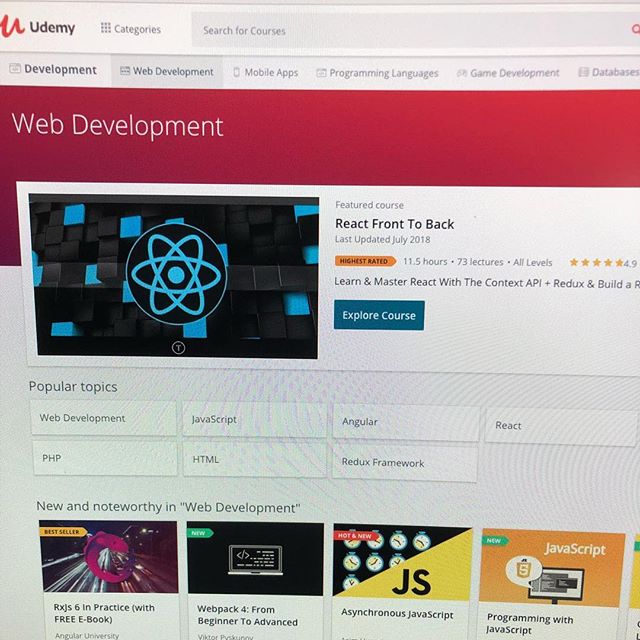 Udemy
Categories
Search for Courses
Development
Web Development
Mobile Apps
Programming Languages
Game Development
Databases
Web Development
Featured course
React Front To Back
Last Updated July 2018
HIGHEST RATED 11.5 hours • 73 lectures • All Levels 4.9
Learn & Master React With The Context API + Redux & Build a R
Explore Course
T
Popular topics
Web Development
JavaScript
Angular
React
PHP
HTML
Redux Framework
New and noteworthy in "Web Development"
BEST SELLER
RxJs 6 In Practice (with
FREE E-Book)
Angular University
NEW
</>
Webpack 4: From
Beginner To Advanced
Viktor Pyskunny
HOT & NEW
JS
Asynchronous JavaScript
NEW
JavaScript
JS
Programming with
JavaScript